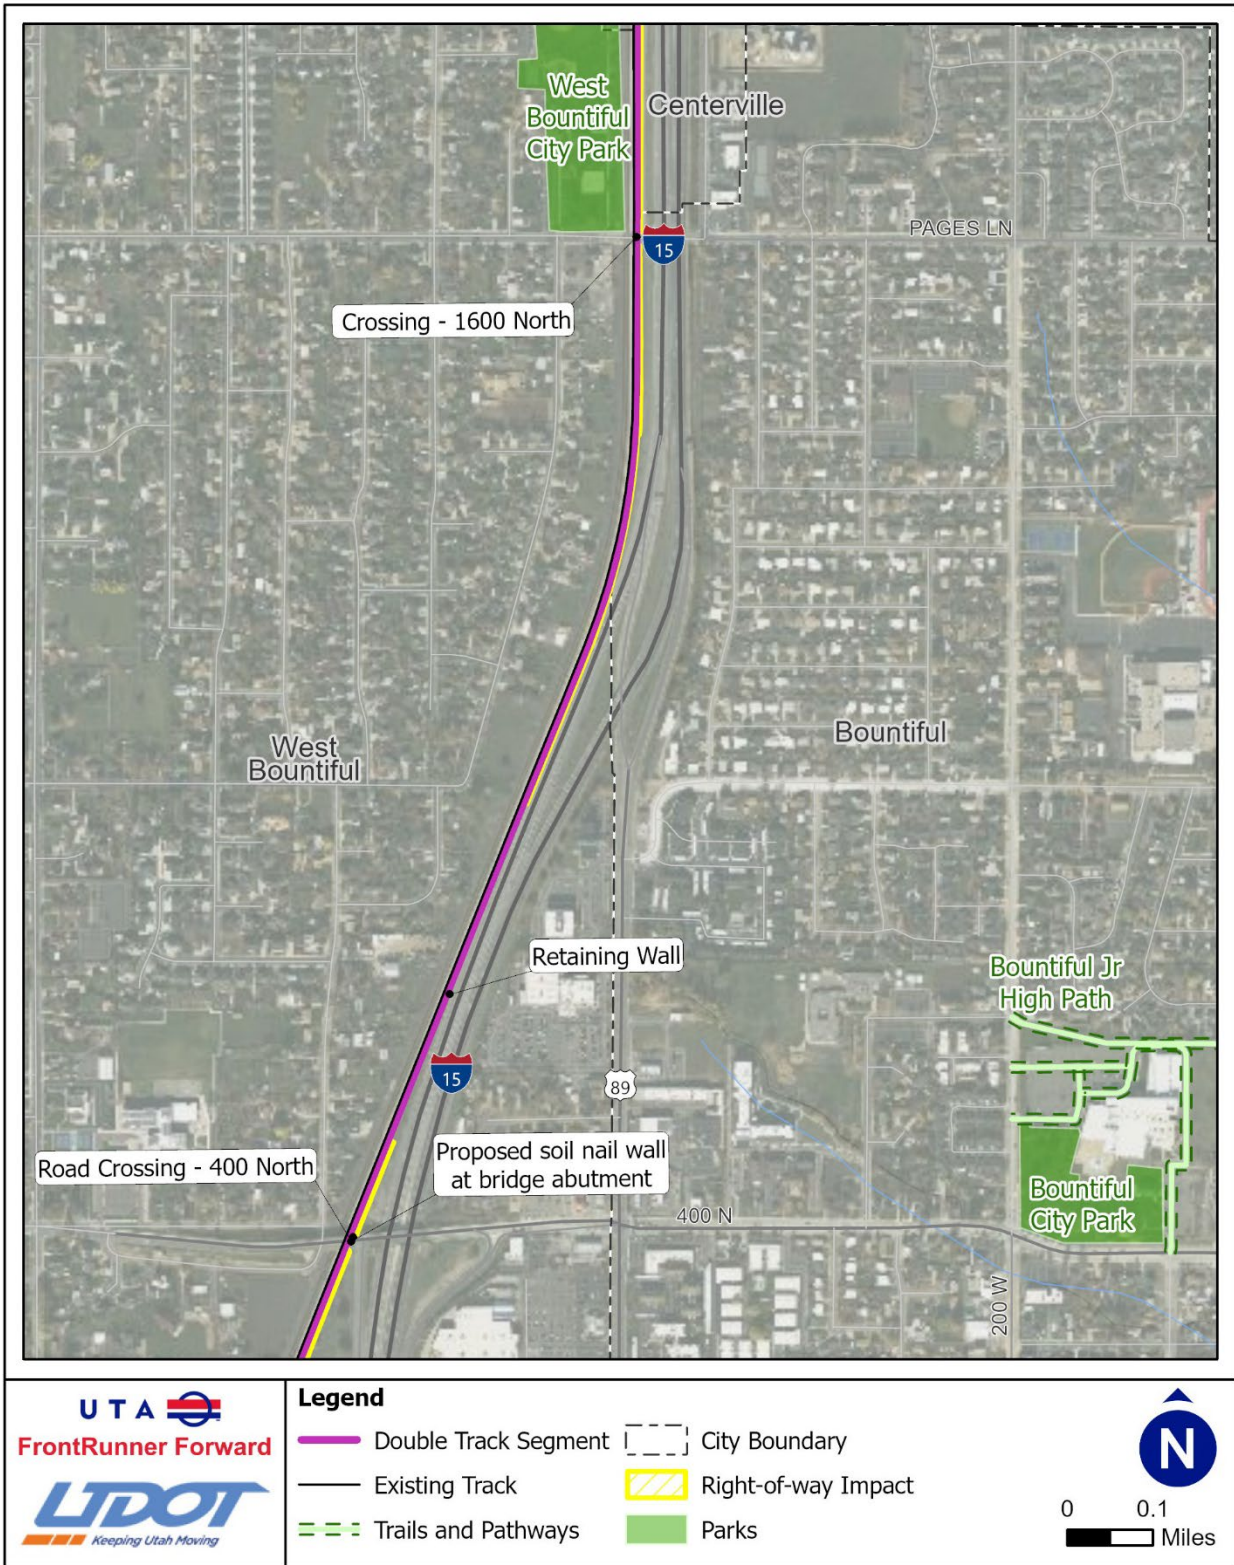 West
Bountiful
City Park
Centerville
PAGES LN
15
Crossing - 1600 North
West
Bountiful
Bountiful
Retaining Wall
Bountiful Jr
High Path
15
89
Proposed soil nail wall
at bridge abutment
Road Crossing - 400 North
Bountiful
City Park
400 N
200 W
UTA
FrontRunner Forward
UDOT
Keeping Utah Moving
Legend
Double Track Segment
Existing Track
Trails and Pathways
City Boundary
Right-of-way Impact
Parks
N
0 0.1
Miles